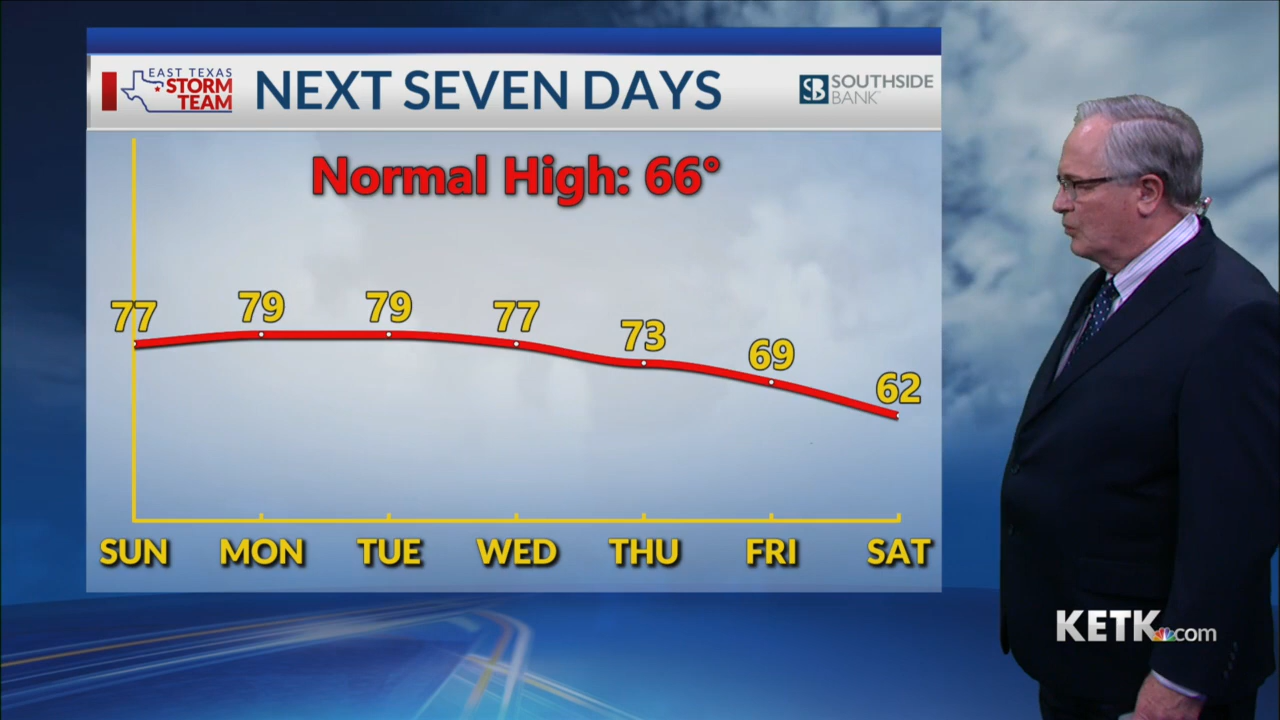 EAST TEXAS
STORM
TEAM
NEXT SEVEN DAYS
SB
SOUTHSIDE
BANK
Normal High: 66°
77 79 79 77 73 69 62
SUN MON TUE WED THU FRI SAT
KETK.com